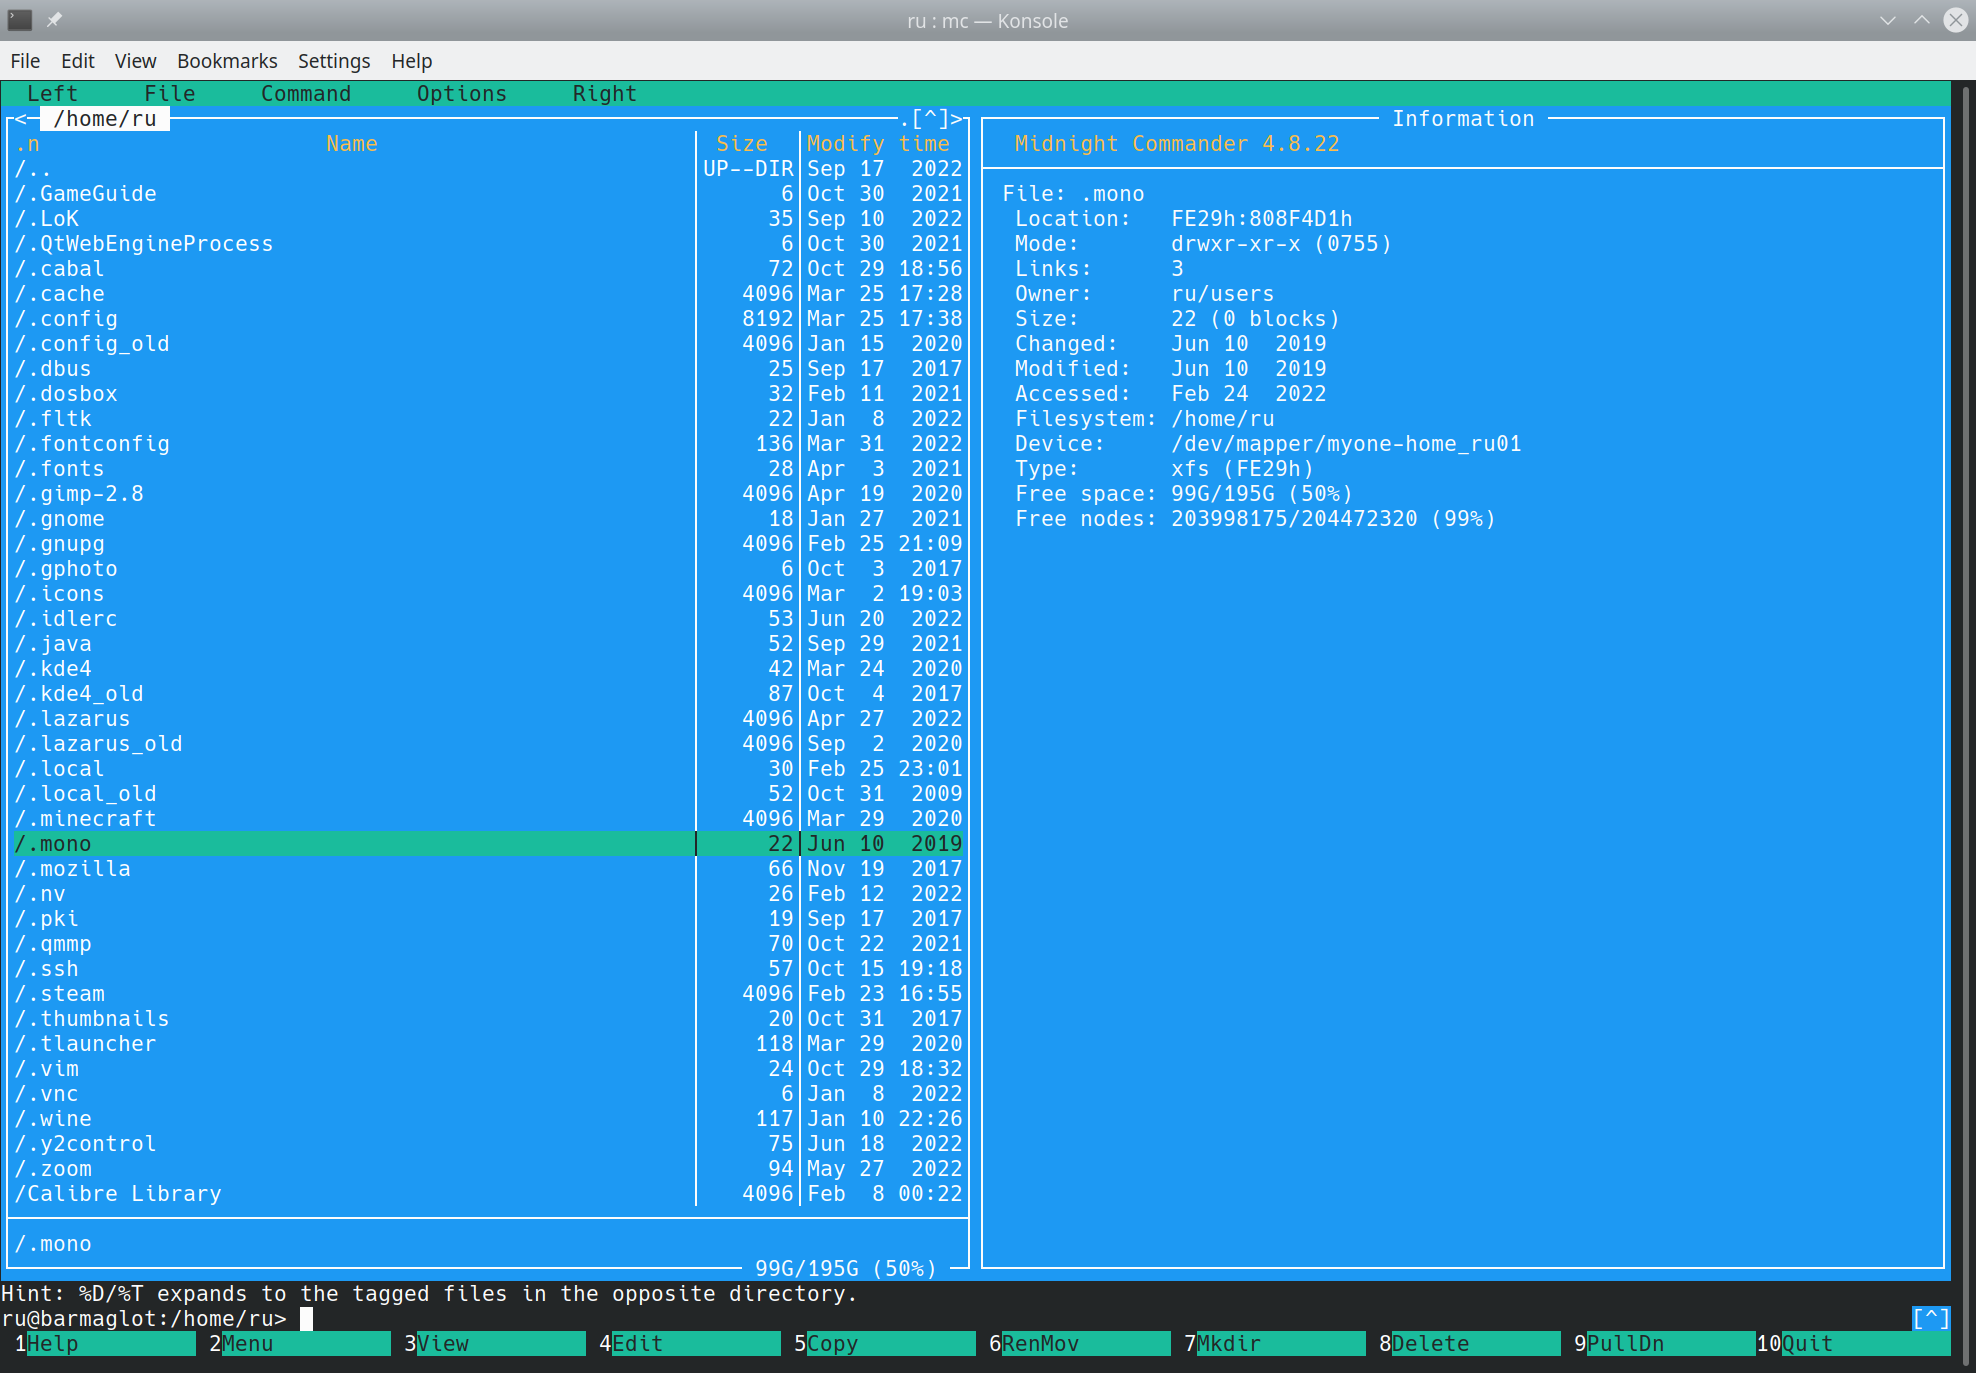 ru : mc — Konsole
File Edit View Bookmarks Settings Help
Left File Command Options Right
< /home/ru .[^]>
.n Name Size Modify time
/.. UP--DIR Sep 17 2022
/.GameGuide 6 Oct 30 2021
/.LoK 35 Sep 10 2022
/.QtWebEngineProcess 6 Oct 30 2021
/.cabal 72 Oct 29 18:56
/.cache 4096 Mar 25 17:28
/.config 8192 Mar 25 17:38
/.config_old 4096 Jan 15 2020
/.dbus 25 Sep 17 2017
/.dosbox 32 Feb 11 2021
/.fltk 22 Jan 8 2022
/.fontconfig 136 Mar 31 2022
/.fonts 28 Apr 3 2021
/.gimp-2.8 4096 Apr 19 2020
/.gnome 18 Jan 27 2021
/.gnupg 4096 Feb 25 21:09
/.gphoto 6 Oct 3 2017
/.icons 4096 Mar 2 19:03
/.idlerc 53 Jun 20 2022
/.java 52 Sep 29 2021
/.kde4 42 Mar 24 2020
/.kde4_old 87 Oct 4 2017
/.lazarus 4096 Apr 27 2022
/.lazarus_old 4096 Sep 2 2020
/.local 30 Feb 25 23:01
/.local_old 52 Oct 31 2009
/.minecraft 4096 Mar 29 2020
/.mono 22 Jun 10 2019
/.mozilla 66 Nov 19 2017
/.nv 26 Feb 12 2022
/.pki 19 Sep 17 2017
/.qmmp 70 Oct 22 2021
/.ssh 57 Oct 15 19:18
/.steam 4096 Feb 23 16:55
/.thumbnails 20 Oct 31 2017
/.tlauncher 118 Mar 29 2020
/.vim 24 Oct 29 18:32
/.vnc 6 Jan 8 2022
/.wine 117 Jan 10 22:26
/.y2control 75 Jun 18 2022
/.zoom 94 May 27 2022
/Calibre Library 4096 Feb 8 00:22
/.mono
99G/195G (50%)
Information
Midnight Commander 4.8.22
File: .mono
Location: FE29h:808F4D1h
Mode: drwxr-xr-x (0755)
Links: 3
Owner: ru/users
Size: 22 (0 blocks)
Changed: Jun 10 2019
Modified: Jun 10 2019
Accessed: Feb 24 2022
Filesystem: /home/ru
Device: /dev/mapper/myone-home_ru01
Type: xfs (FE29h)
Free space: 99G/195G (50%)
Free nodes: 203998175/204472320 (99%)
Hint: %D/%T expands to the tagged files in the opposite directory.
ru@barmaglot:/home/ru> [^]
1Help 2Menu 3View 4Edit 5Copy 6RenMov 7Mkdir 8Delete 9PullDn 10Quit